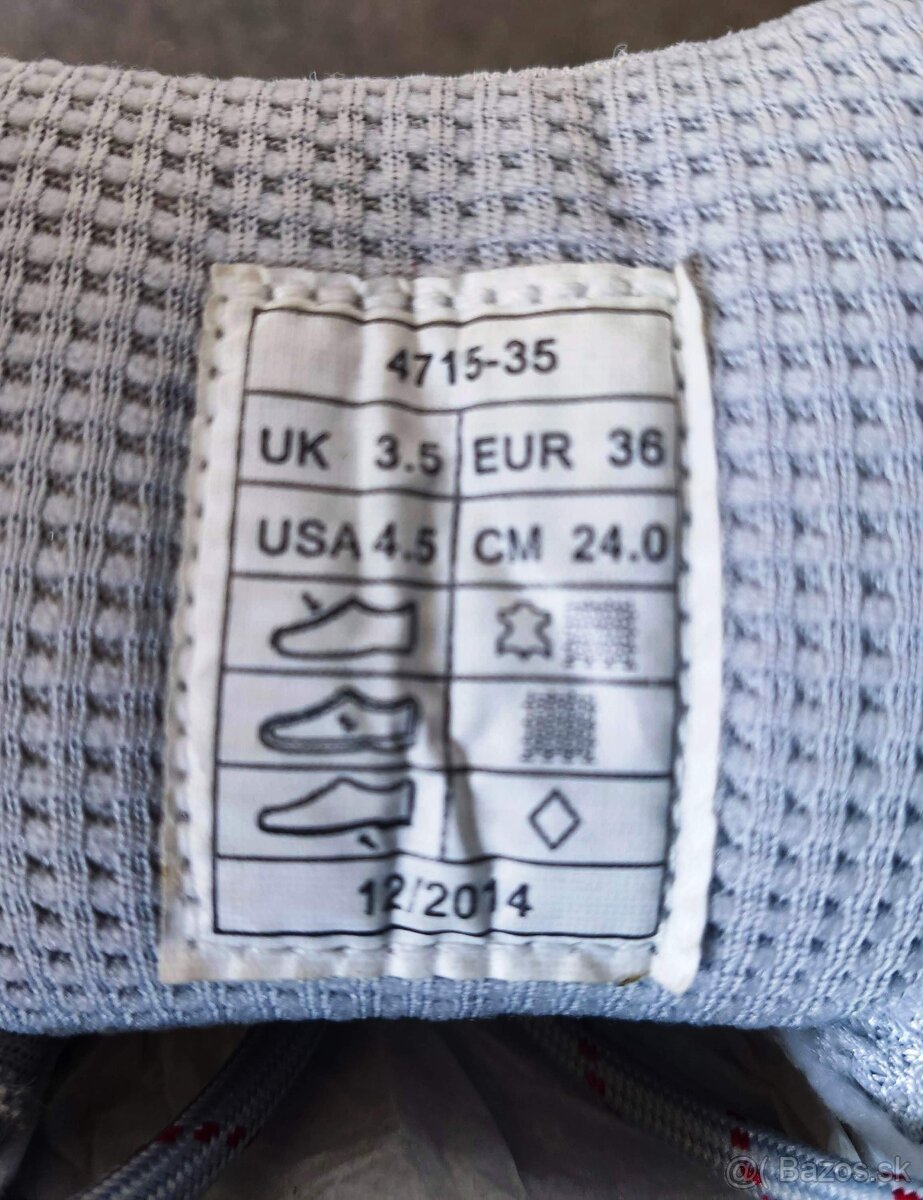 4715-35
UK 3.5 EUR 36
USA 4.5 CM 24.0
12/2014
@( Bazos.sk